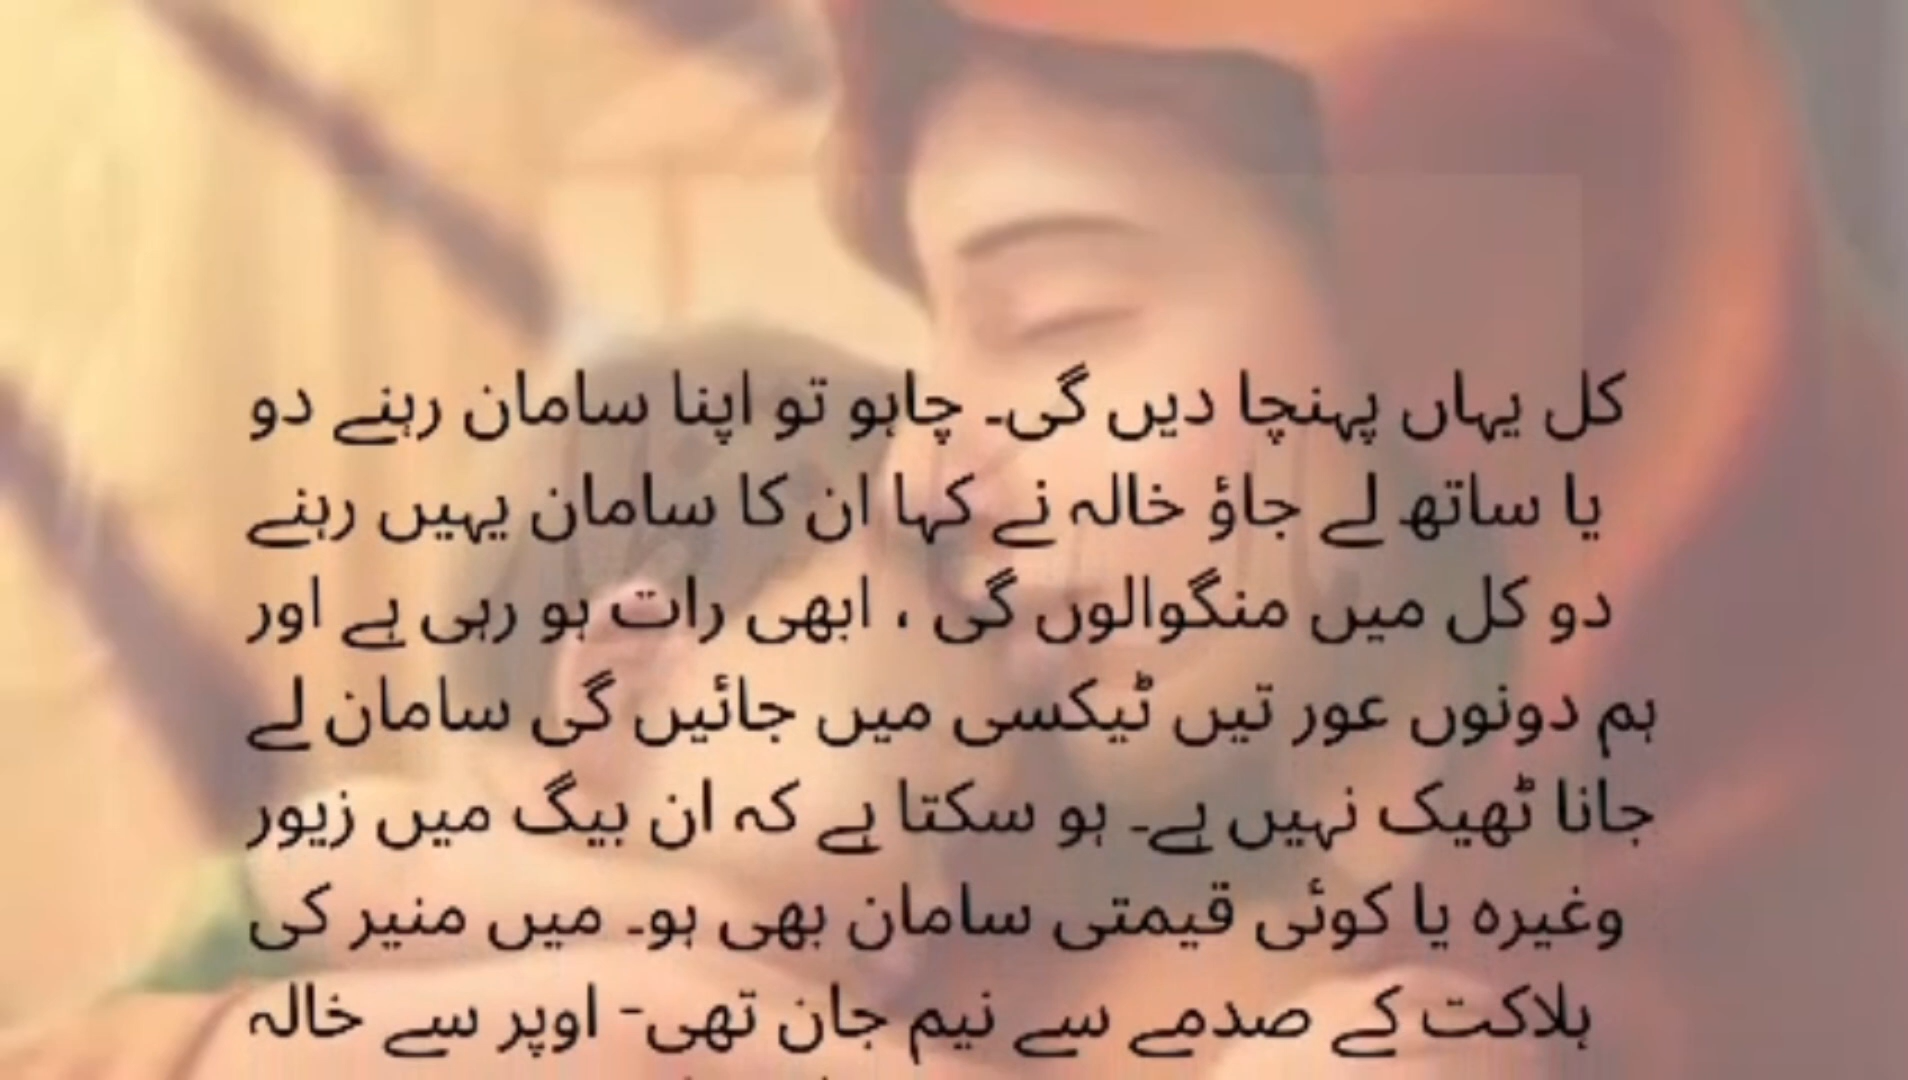 کل یہاں پہنچا دیں گی۔ چاہو تو اپنا سامان رہنے دو
یا ساتھ لے جاؤ خالہ نے کہا ان کا سامان یہیں رہنے
دو کل میں منگوالوں گی ، ابھی رات ہو رہی ہے اور
ہم دونوں عور تیں ٹیکسی میں جائیں گی سامان لے
جانا ٹھیک نہیں ہے۔ ہو سکتا ہے کہ ان بیگ میں زیور
وغیرہ یا کوئی قیمتی سامان بھی ہو۔ میں منیر کی
ہلاکت کے صدمے سے نیم جان تھی- اوپر سے خالہ